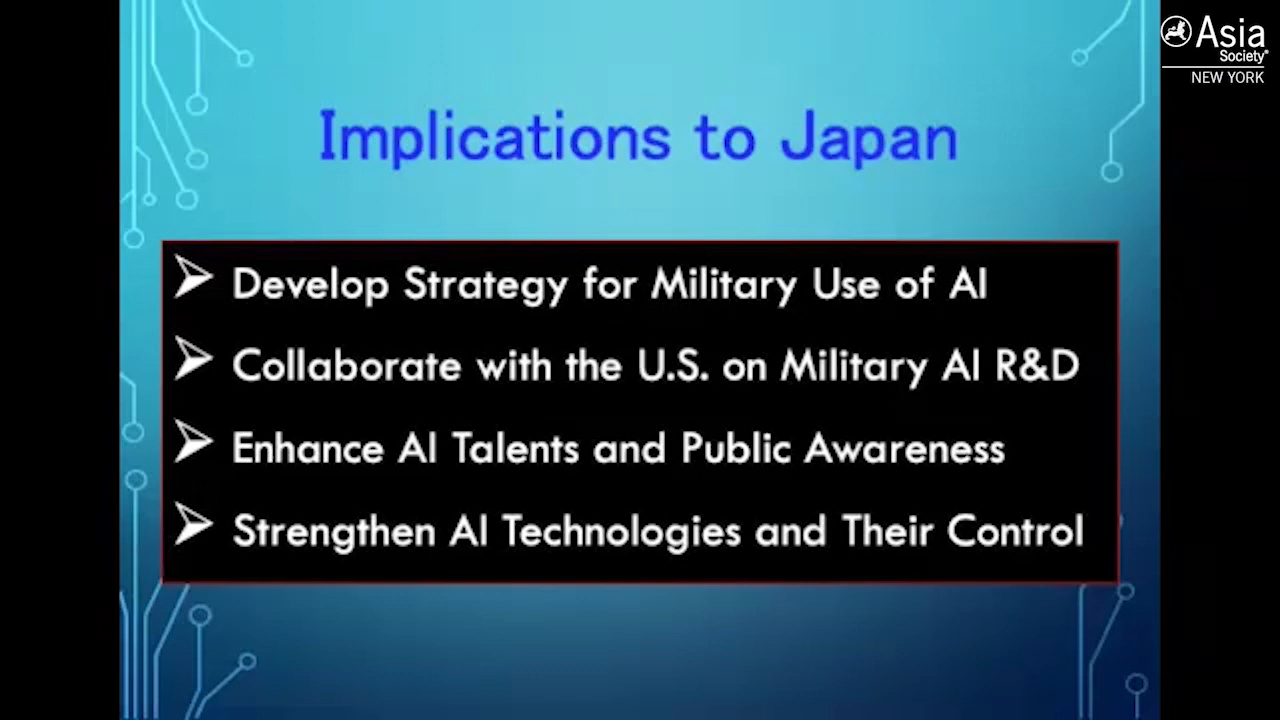 Asia
Society
NEW YORK
Implications to Japan
Develop Strategy for Military Use of AI
Collaborate with the U.S. on Military AI R&D
Enhance AI Talents and Public Awareness
Strengthen AI Technologies and Their Control